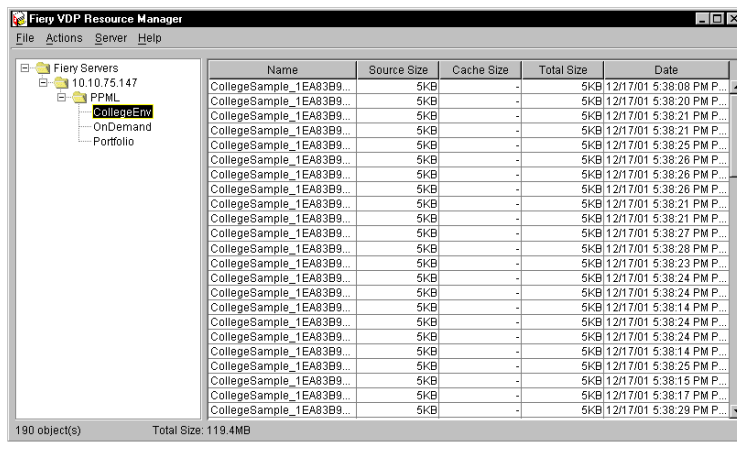 Fiery VDP Resource Manager
File Actions Server Help
Fiery Servers
10.10.75.147
PPML
CollegeEnv
OnDemand
Portfolio
Name Source Size Cache Size Total Size Date
CollegeSample_1EA83B9... 5KB - 5KB 12/17/01 5:38:08 PM P...
CollegeSample_1EA83B9... 5KB - 5KB 12/17/01 5:38:20 PM P...
CollegeSample_1EA83B9... 5KB - 5KB 12/17/01 5:38:21 PM P...
CollegeSample_1EA83B9... 5KB - 5KB 12/17/01 5:38:21 PM P...
CollegeSample_1EA83B9... 5KB - 5KB 12/17/01 5:38:25 PM P...
CollegeSample_1EA83B9... 5KB - 5KB 12/17/01 5:38:26 PM P...
CollegeSample_1EA83B9... 5KB - 5KB 12/17/01 5:38:26 PM P...
CollegeSample_1EA83B9... 5KB - 5KB 12/17/01 5:38:26 PM P...
CollegeSample_1EA83B9... 5KB - 5KB 12/17/01 5:38:21 PM P...
CollegeSample_1EA83B9... 5KB - 5KB 12/17/01 5:38:21 PM P...
CollegeSample_1EA83B9... 5KB - 5KB 12/17/01 5:38:27 PM P...
CollegeSample_1EA83B9... 5KB - 5KB 12/17/01 5:38:28 PM P...
CollegeSample_1EA83B9... 5KB - 5KB 12/17/01 5:38:23 PM P...
CollegeSample_1EA83B9... 5KB - 5KB 12/17/01 5:38:24 PM P...
CollegeSample_1EA83B9... 5KB - 5KB 12/17/01 5:38:24 PM P...
CollegeSample_1EA83B9... 5KB - 5KB 12/17/01 5:38:14 PM P...
CollegeSample_1EA83B9... 5KB - 5KB 12/17/01 5:38:24 PM P...
CollegeSample_1EA83B9... 5KB - 5KB 12/17/01 5:38:24 PM P...
CollegeSample_1EA83B9... 5KB - 5KB 12/17/01 5:38:14 PM P...
CollegeSample_1EA83B9... 5KB - 5KB 12/17/01 5:38:25 PM P...
CollegeSample_1EA83B9... 5KB - 5KB 12/17/01 5:38:15 PM P...
CollegeSample_1EA83B9... 5KB - 5KB 12/17/01 5:38:17 PM P...
CollegeSample_1EA83B9... 5KB - 5KB 12/17/01 5:38:29 PM P...
190 object(s) Total Size: 119.4MB